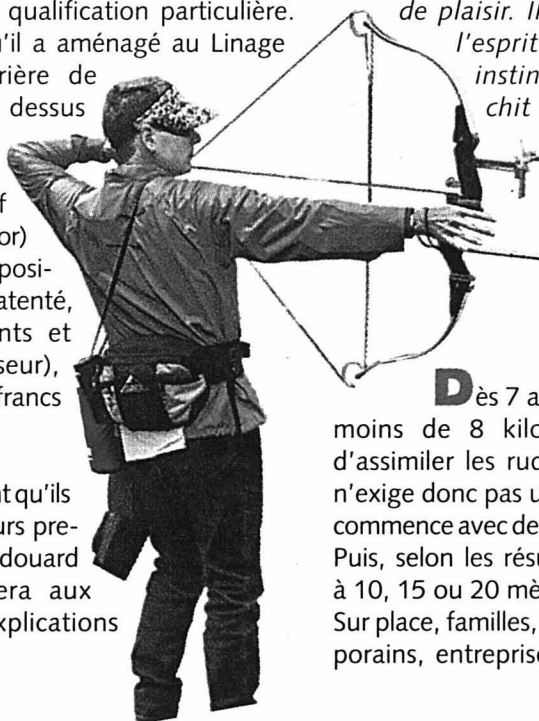 qualification particulière.
u'il a aménagé au Linage
rière de
dessus
f
or)
posi-
atenté,
nts et
seur),
francs
nt qu'ils
urs pre-
douard
era aux
xplications
de plaisir. Il
l'esprit
instin
chit
Dès 7 a
moins de 8 kilo
d'assimiler les rud
n'exige donc pas u
commence avec de
Puis, selon les résu
à 10, 15 ou 20 mè
Sur place, familles,
porains, entreprise